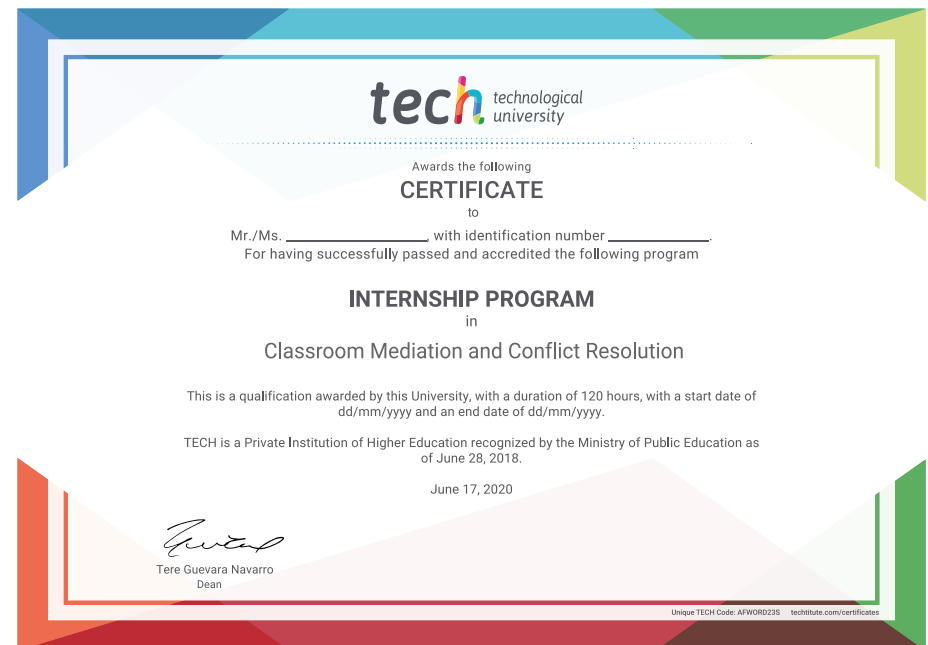 tech technological
university
Awards the following
CERTIFICATE
to
Mr./Ms. ____________________, with identification number ______________.
For having successfully passed and accredited the following program
INTERNSHIP PROGRAM
in
Classroom Mediation and Conflict Resolution
This is a qualification awarded by this University, with a duration of 120 hours, with a start date of
dd/mm/yyyy and an end date of dd/mm/yyyy.
TECH is a Private Institution of Higher Education recognized by the Ministry of Public Education as
of June 28, 2018.
June 17, 2020
Tere Guevara Navarro
Dean
Unique TECH Code: AFWORD23S techtitute.com/certificates